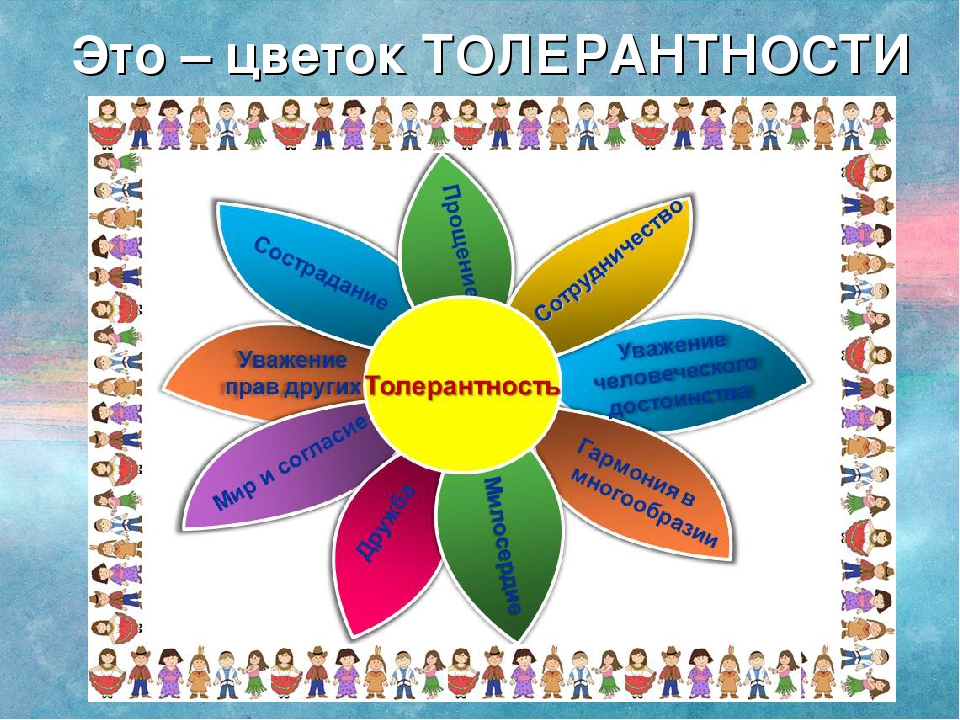 Это – цветок ТОЛЕРАНТНОСТИ
Прощение
Сотрудничество
Сострадание
Уважение
человеческого
достоинства
Уважение
прав других
Толерантность
Мир и согласие
Гармония в
многообразии
Дружба
Милосердие